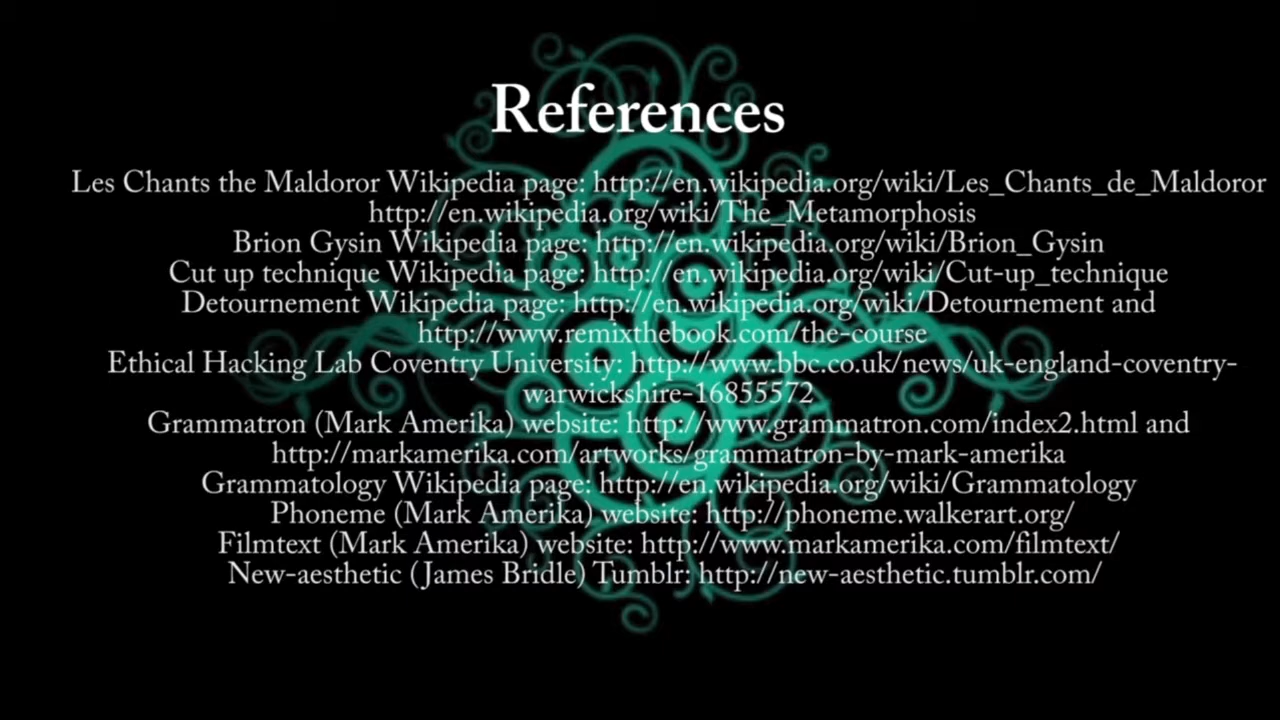 References
Les Chants the Maldoror Wikipedia page: http://en.wikipedia.org/wiki/Les_Chants_de_Maldoror
http://en.wikipedia.org/wiki/The_Metamorphosis
Brion Gysin Wikipedia page: http://en.wikipedia.org/wiki/Brion_Gysin
Cut up technique Wikipedia page: http://en.wikipedia.org/wiki/Cut-up_technique
Detournement Wikipedia page: http://en.wikipedia.org/wiki/Detournement and
http://www.remixthebook.com/the-course
Ethical Hacking Lab Coventry University: http://www.bbc.co.uk/news/uk-england-coventry-
warwickshire-16855572
Grammatron (Mark Amerika) website: http://www.grammatron.com/index2.html and
http://markamerika.com/artworks/grammatron-by-mark-amerika
Grammatology Wikipedia page: http://en.wikipedia.org/wiki/Grammatology
Phoneme (Mark Amerika) website: http://phoneme.walkerart.org/
Filmtext (Mark Amerika) website: http://www.markamerika.com/filmtext/
New-aesthetic (James Bridle) Tumblr: http://new-aesthetic.tumblr.com/